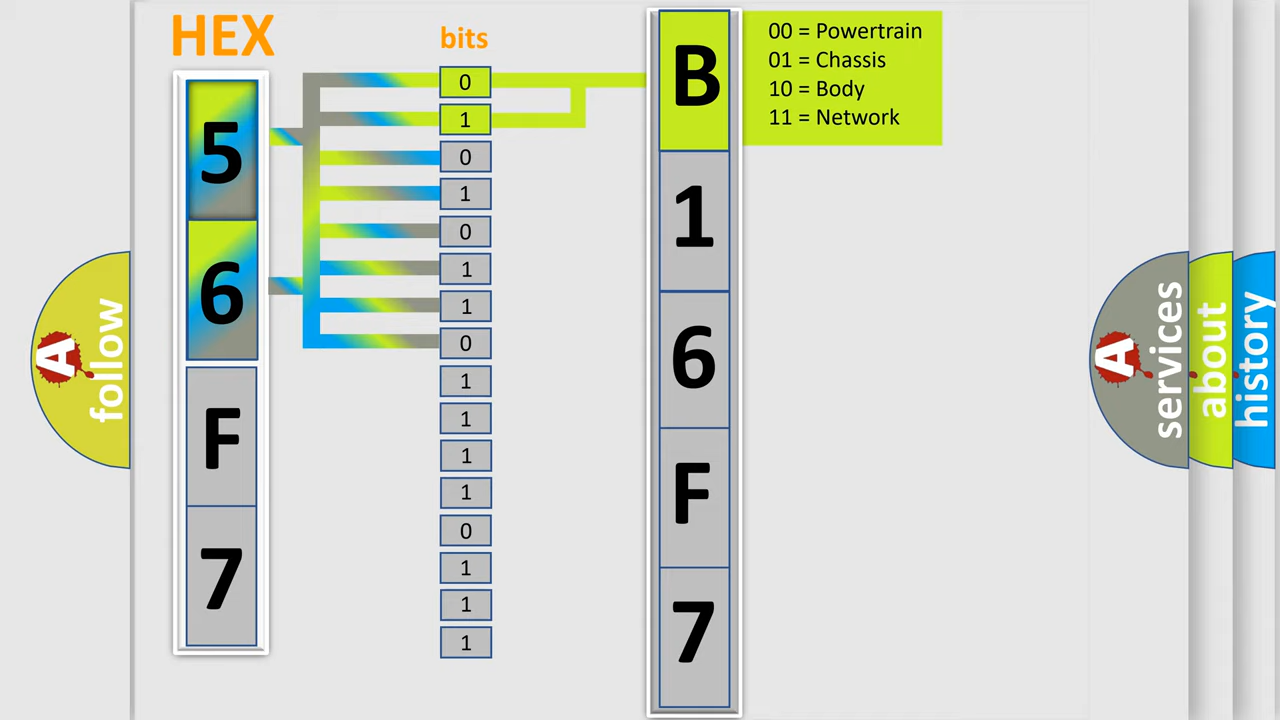 HEX
bits
5
6
F
7
0
1
0
1
0
1
1
0
1
1
1
1
0
1
1
1
B
1
6
F
7
00 = Powertrain
01 = Chassis
10 = Body
11 = Network
A
follow
A
services
about
history